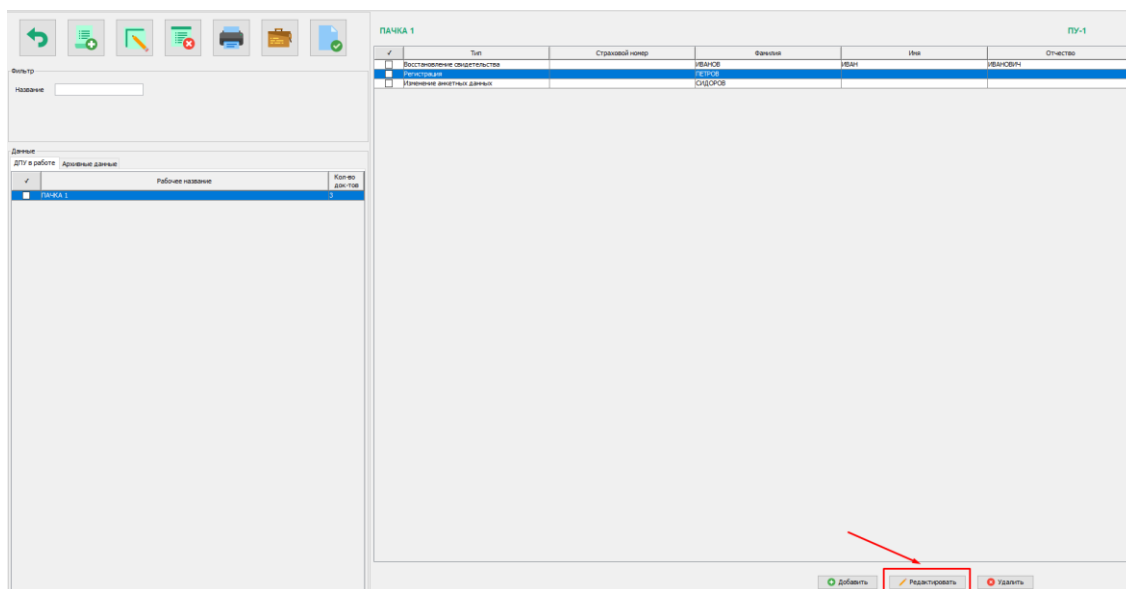 ПАЧКА 1
ПУ-1
✓ Тип Страховой номер Фамилия Имя Отчество
Восстановление свидетельства ИВАНОВ ИВАН ИВАНОВИЧ
Регистрация ПЕТРОВ
Изменение анкетных данных СИДОРОВ
Фильтр
Название
Данные
ДПУ в работе Архивные данные
✓ Рабочее название Кол-во
док-тов
ПАЧКА 1 3
Добавить Редактировать Удалить